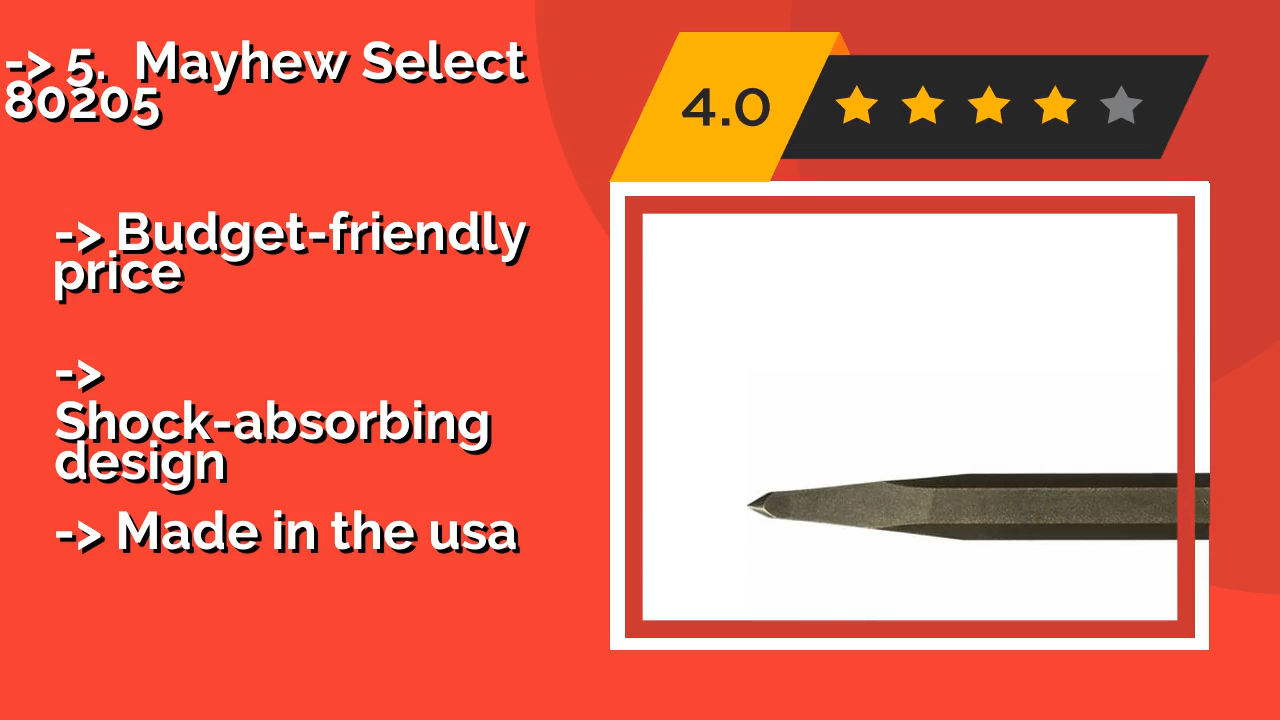 -> 5. Mayhew Select
80205
-> Budget-friendly
price
->
Shock-absorbing
design
-> Made in the usa
4.0